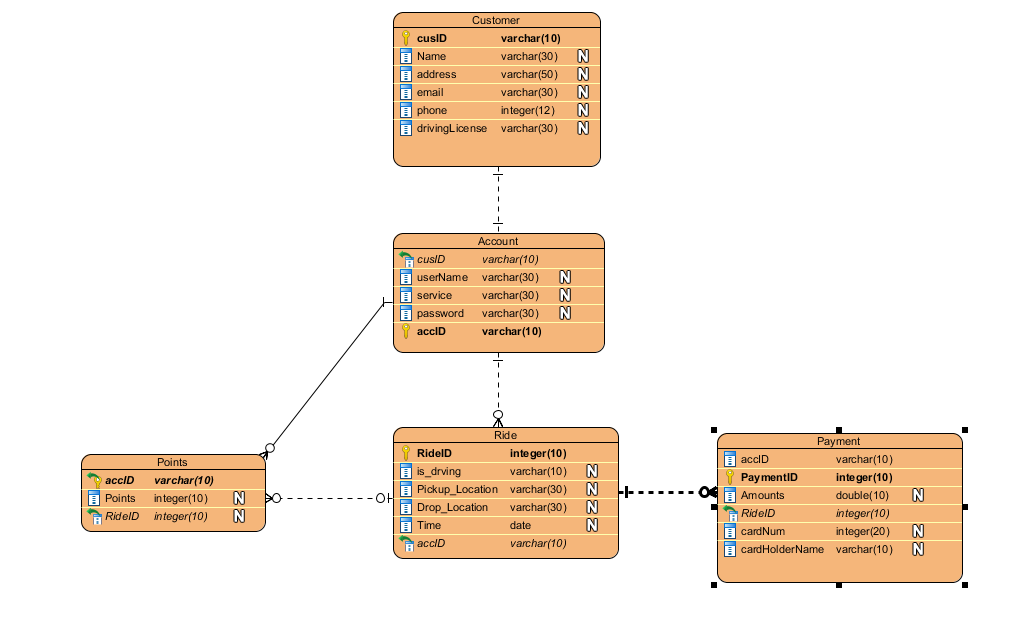 Customer
cusID varchar(10)
Name varchar(30) N
address varchar(50) N
email varchar(30) N
phone integer(12) N
drivingLicense varchar(30) N
Account
cusID varchar(10)
userName varchar(30) N
service varchar(30) N
password varchar(30) N
accID varchar(10)
Ride
RideID integer(10)
is_drving varchar(10) N
Pickup_Location varchar(30) N
Drop_Location varchar(30) N
Time date N
accID varchar(10)
Payment
accID varchar(10)
PaymentID integer(10)
Amounts double(10) N
RideID integer(10)
cardNum integer(20) N
cardHolderName varchar(10) N
Points
accID varchar(10)
Points integer(10) N
RideID integer(10) N